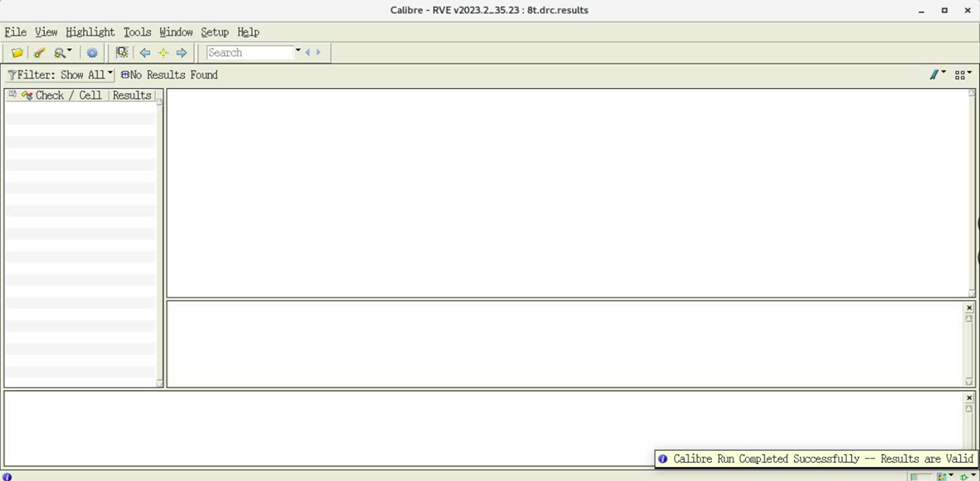 Calibre - RVE v2023.2_35.23 : 8t.drc.results
File View Highlight Tools Window Setup Help
Search
Filter: Show All No Results Found
Check / Cell Results
Calibre Run Completed Successfully -- Results are Valid